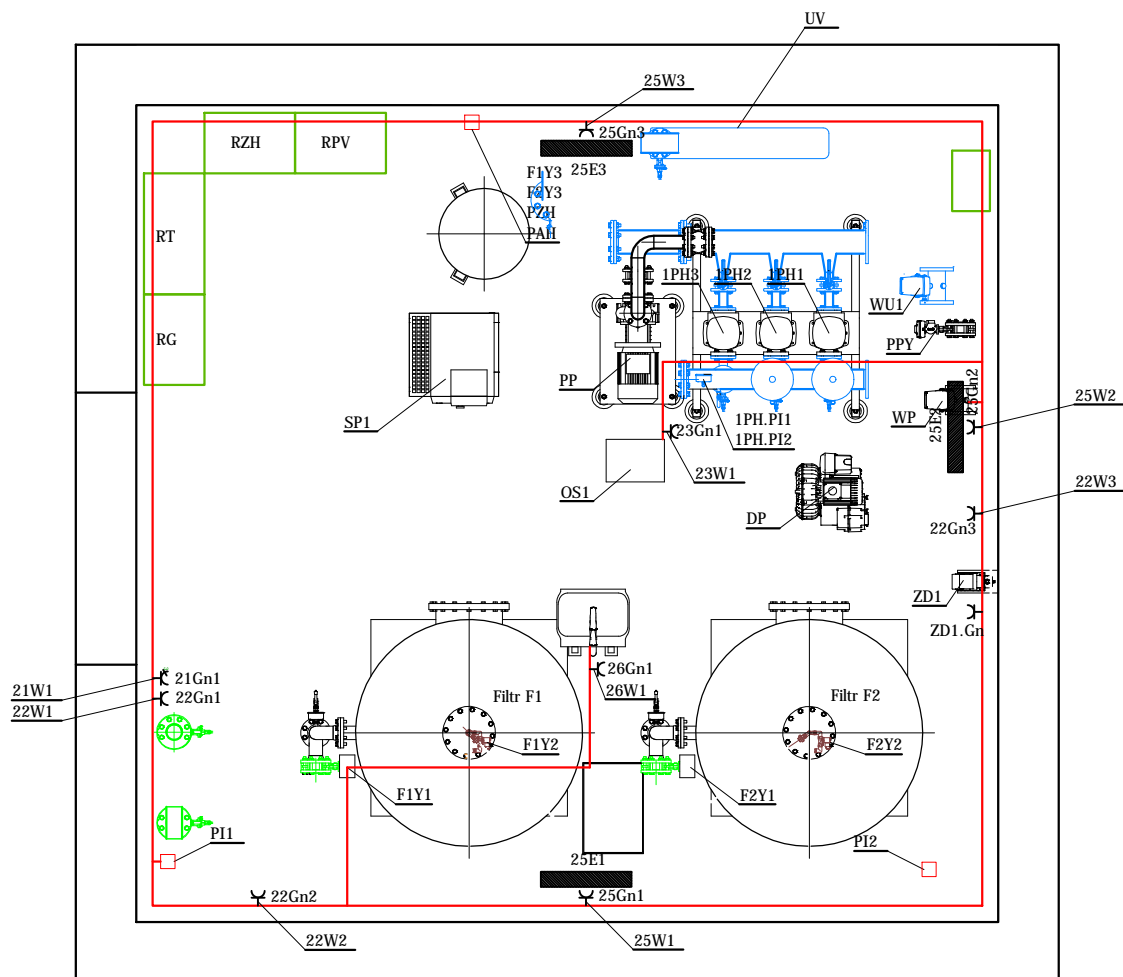 UV
25W3
25Gn3
RZH
RPV
25E3
F1Y3
F2Y3
PZH
PAH
RT
1PH3
1PH2
1PH1
WU1
PPY
RG
PP
25Gn2
SP1
1PH.PI1
1PH.PI2
WP
25E2
25W2
23Gn1
23W1
OS1
22W3
DP
22Gn3
ZD1
ZD1.Gn
21W1
21Gn1
22W1
22Gn1
26Gn1
26W1
Filtr F1
Filtr F2
F1Y2
F2Y2
F1Y1
F2Y1
PI1
PI2
25E1
22Gn2
25Gn1
22W2
25W1